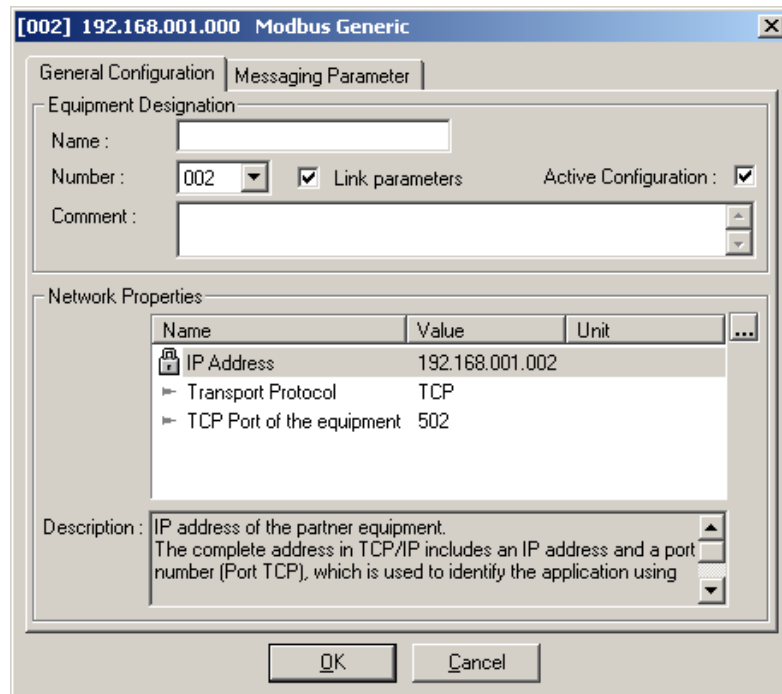 [002] 192.168.001.000 Modbus Generic
General Configuration Messaging Parameter
Equipment Designation
Name :
Number : 002 Link parameters Active Configuration :
Comment :
Network Properties
Name Value Unit ...
IP Address 192.168.001.002
Transport Protocol TCP
TCP Port of the equipment 502
Description : IP address of the partner equipment.
The complete address in TCP/IP includes an IP address and a port
number (Port TCP), which is used to identify the application using
OK Cancel